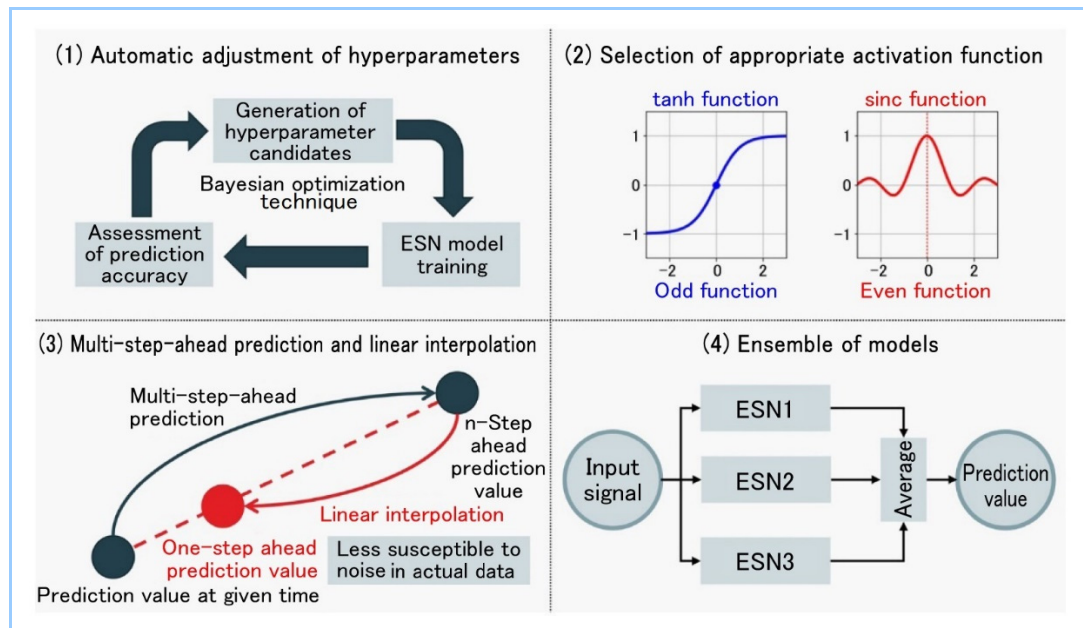 (1) Automatic adjustment of hyperparameters
Generation of
hyperparameter
candidates
Bayesian optimization
technique
Assessment
of prediction
accuracy
ESN model
training
(2) Selection of appropriate activation function
tanh function
1
0
−1
−2
0
2
Odd function
sinc function
1
0
−1
−2
0
2
Even function
(3) Multi-step-ahead prediction and linear interpolation
Multi-step-ahead
prediction
n-Step
ahead
prediction
value
Linear interpolation
One-step ahead
prediction value
Less susceptible to
noise in actual data
Prediction value at given time
(4) Ensemble of models
Input
signal
ESN1
ESN2
ESN3
Average
Prediction
value